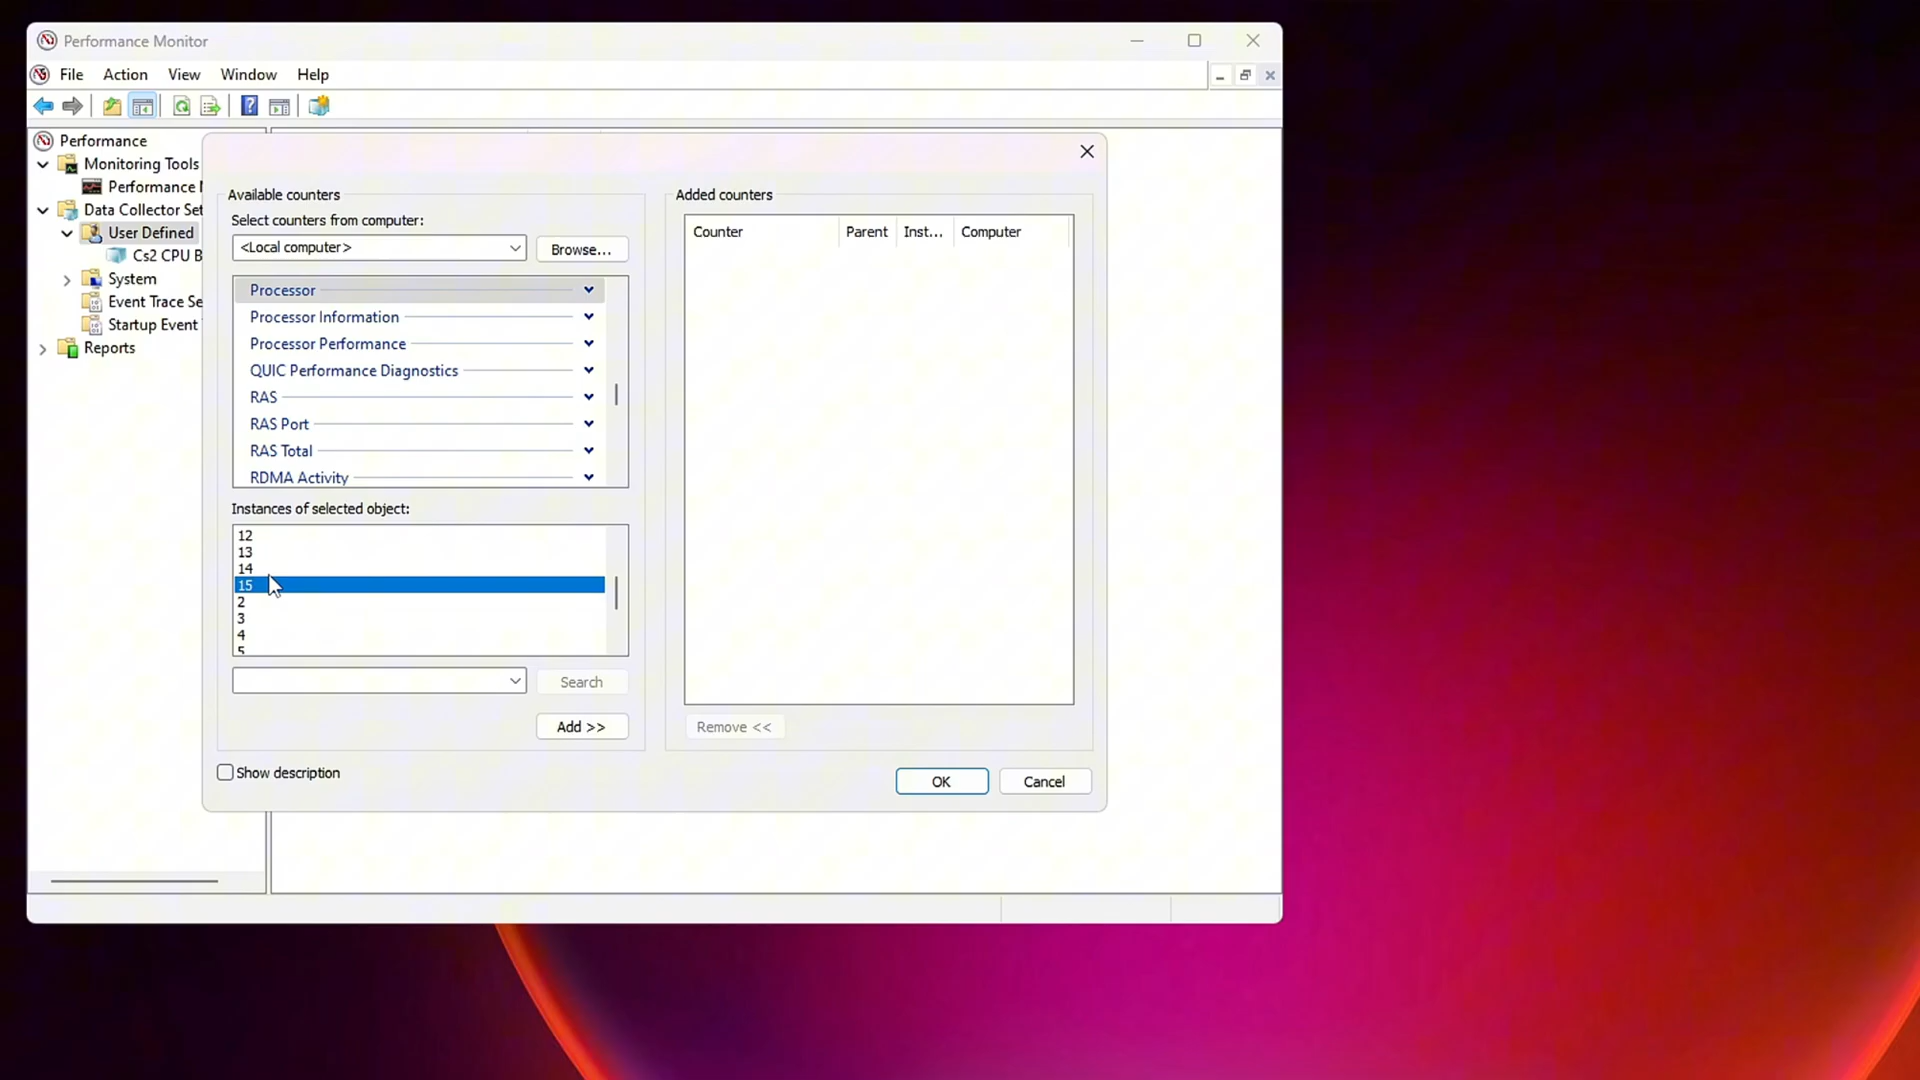 Performance Monitor
File Action View Window Help
Performance
Monitoring Tools
Performance
Data Collector Set
User Defined
Cs2 CPU B
System
Event Trace Se
Startup Event
Reports
Available counters
Select counters from computer:
<Local computer>
Browse...
Processor
Processor Information
Processor Performance
QUIC Performance Diagnostics
RAS
RAS Port
RAS Total
RDMA Activity
Instances of selected object:
12
13
14
15
2
3
4
5
Search
Add >>
Show description
Added counters
Counter Parent Inst... Computer
Remove <<
OK Cancel